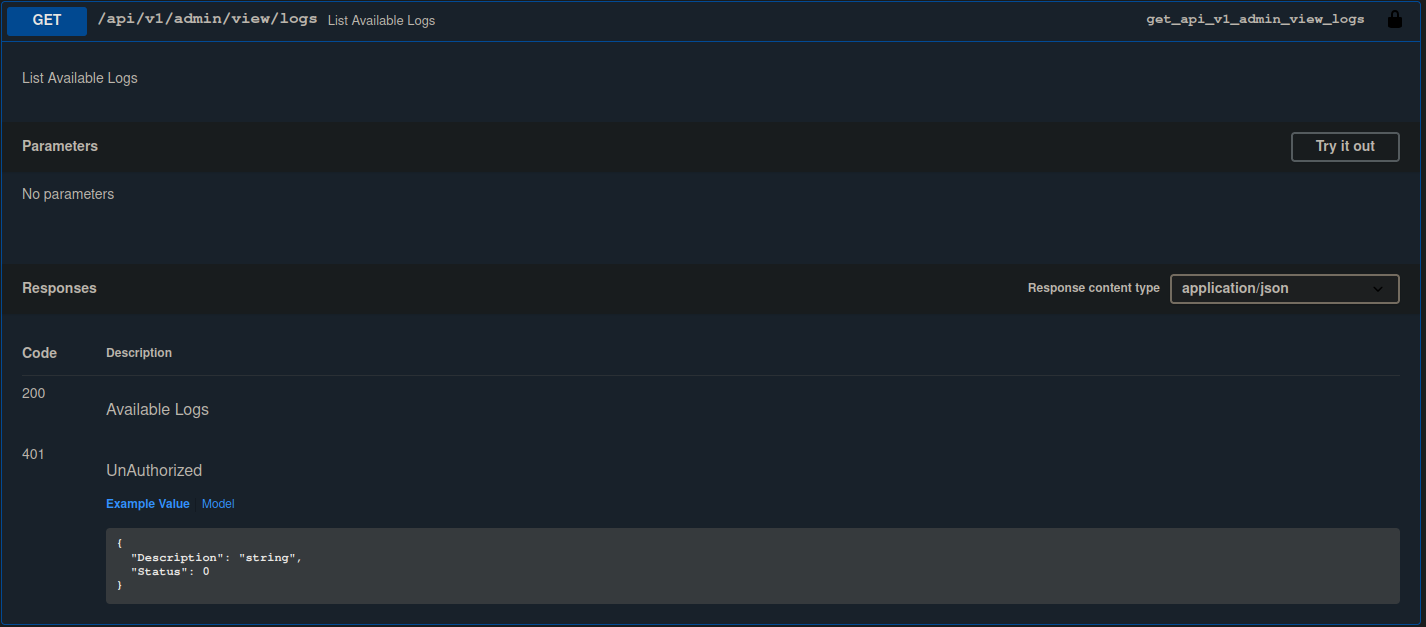 GET /api/v1/admin/view/logs List Available Logs get_api_v1_admin_view_logs
List Available Logs
Parameters Try it out
No parameters
Responses Response content type application/json
Code Description
200
Available Logs
401
UnAuthorized
Example Value Model
{
  "Description": "string",
  "Status": 0
}